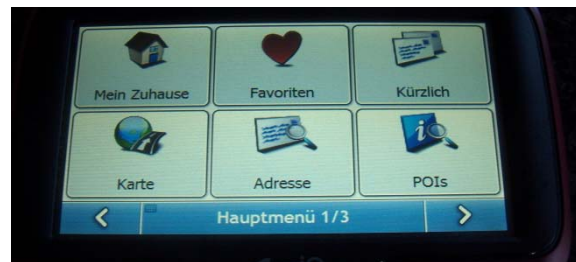 Mein Zuhause
Favoriten
Kürzlich
Karte
Adresse
POIs
Hauptmenü 1/3